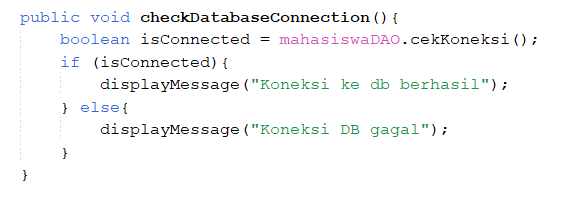 public void checkDatabaseConnection(){
    boolean isConnected = mahasiswaDAO.cekKoneksi();
    if (isConnected){
        displayMessage("Koneksi ke db berhasil");
    } else{
        displayMessage("Koneksi DB gagal");
    }
}